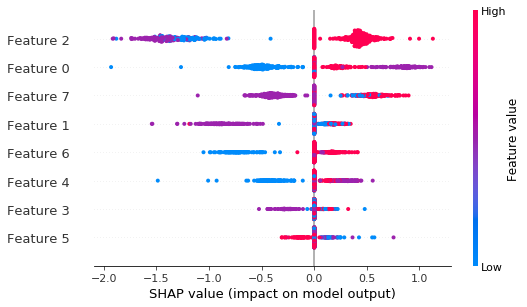 High
Feature 2
Feature 0
Feature 7
Feature 1
Feature 6
Feature 4
Feature 3
Feature 5
Feature value
Low
−2.0 −1.5 −1.0 −0.5 0.0 0.5 1.0
SHAP value (impact on model output)